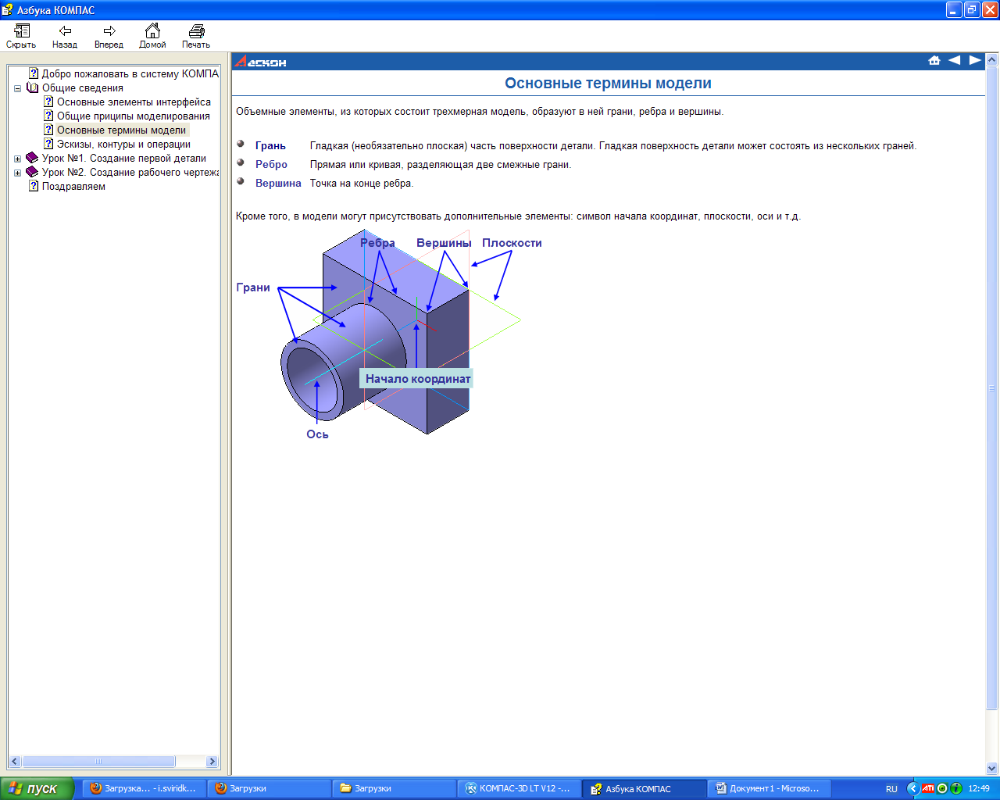 Азбука КОМПАС
Скрыть Назад Вперед Домой Печать
Добро пожаловать в систему КОМПА
Общие сведения
Основные элементы интерфейса
Общие приципы моделирования
Основные термины модели
Эскизы, контуры и операции
Урок №1. Создание первой детали
Урок №2. Создание рабочего чертежа
Поздравляем
Аскон
Основные термины модели
Объемные элементы, из которых состоит трехмерная модель, образуют в ней грани, ребра и вершины.
Грань Гладкая (необязательно плоская) часть поверхности детали. Гладкая поверхность детали может состоять из нескольких граней.
Ребро Прямая или кривая, разделяющая две смежные грани.
Вершина Точка на конце ребра.
Кроме того, в модели могут присутствовать дополнительные элементы: символ начала координат, плоскости, оси и т.д.
Ребра Вершины Плоскости
Грани
Начало координат
Ось
пуск Загрузка... - i.sviridk... Загрузки Загрузки КОМПАС-3D LT V12 -... Азбука КОМПАС Документ1 - Microso... RU ATI 12:49